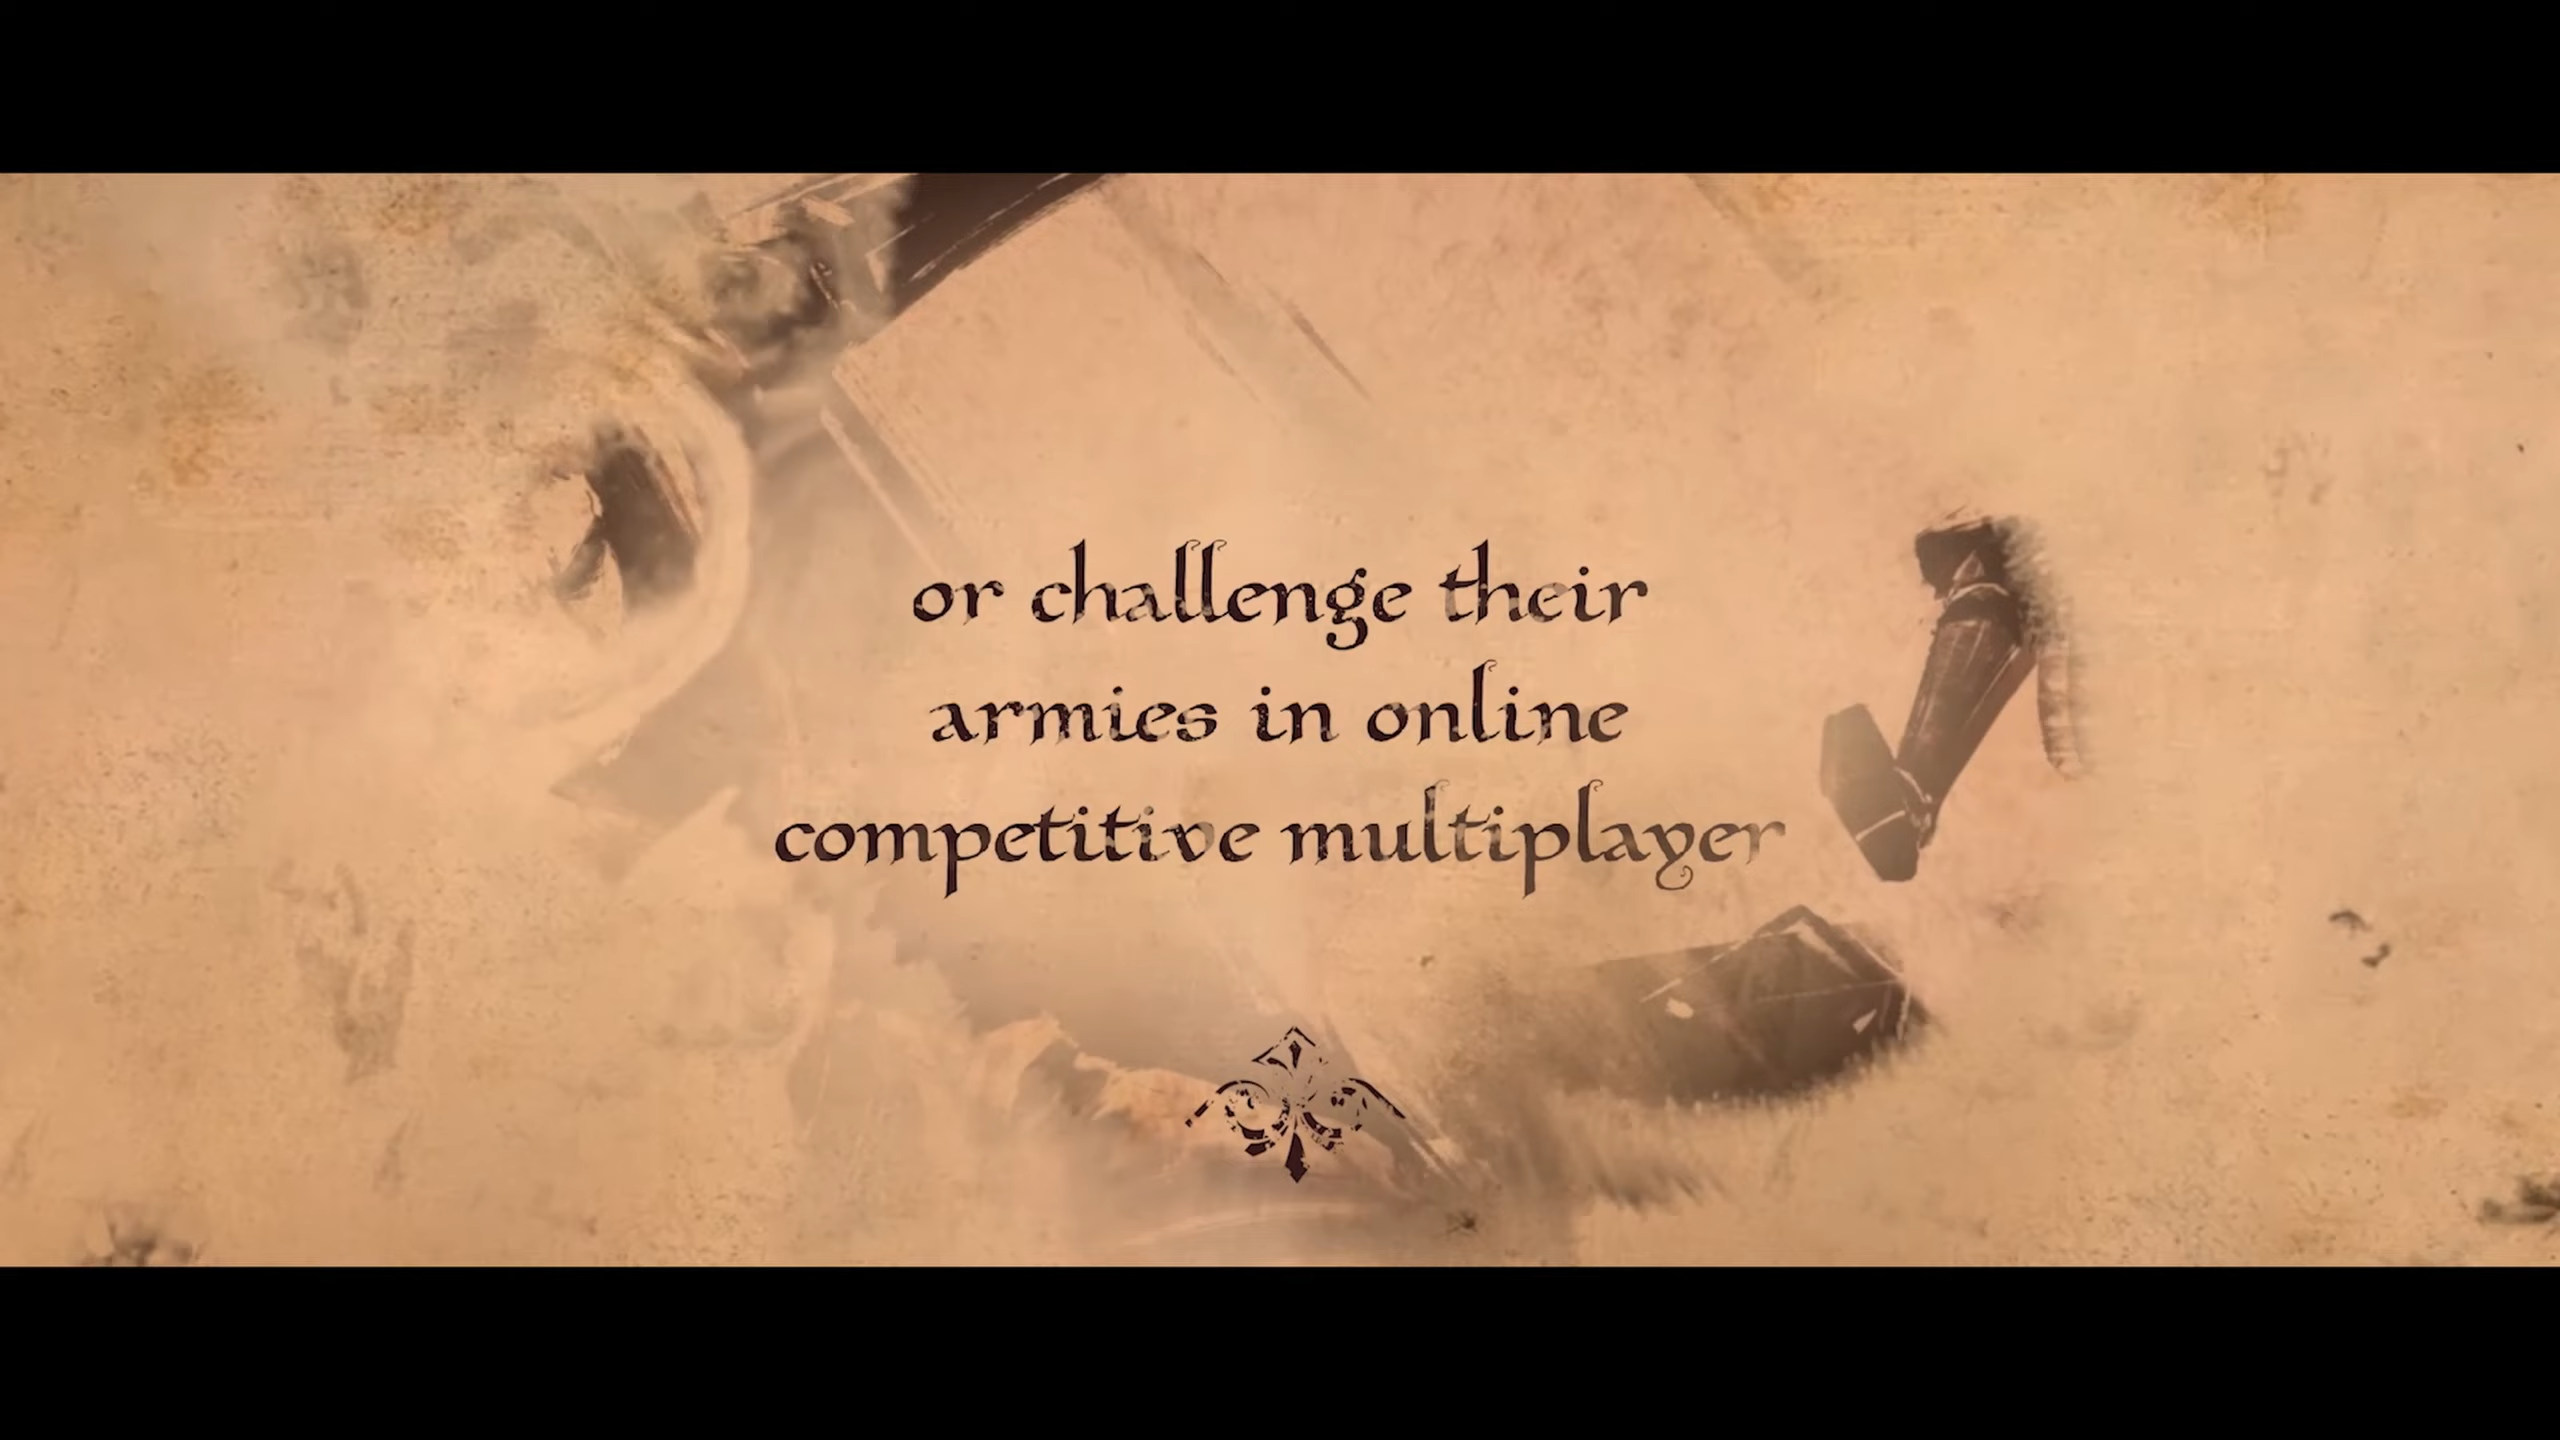 or challenge their
armies in online
competitive multiplayer